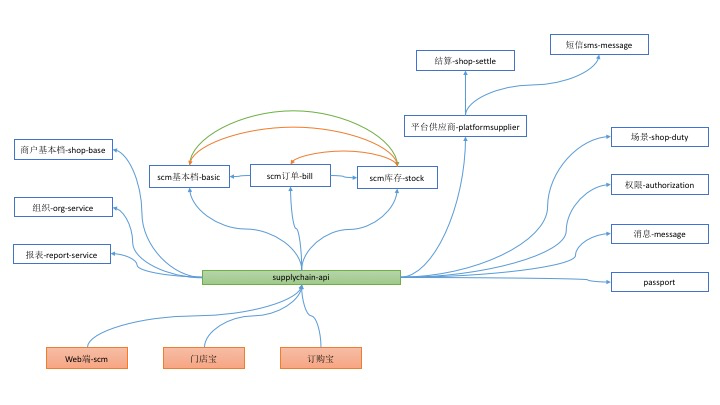 短信sms-message
结算-shop-settle
平台供应商-platformsupplier
场景-shop-duty
商户基本档-shop-base
scm基本档-basic
scm订单-bill
scm库存-stock
权限-authorization
组织-org-service
消息-message
报表-report-service
supplychain-api
passport
Web端-scm
门店宝
订购宝